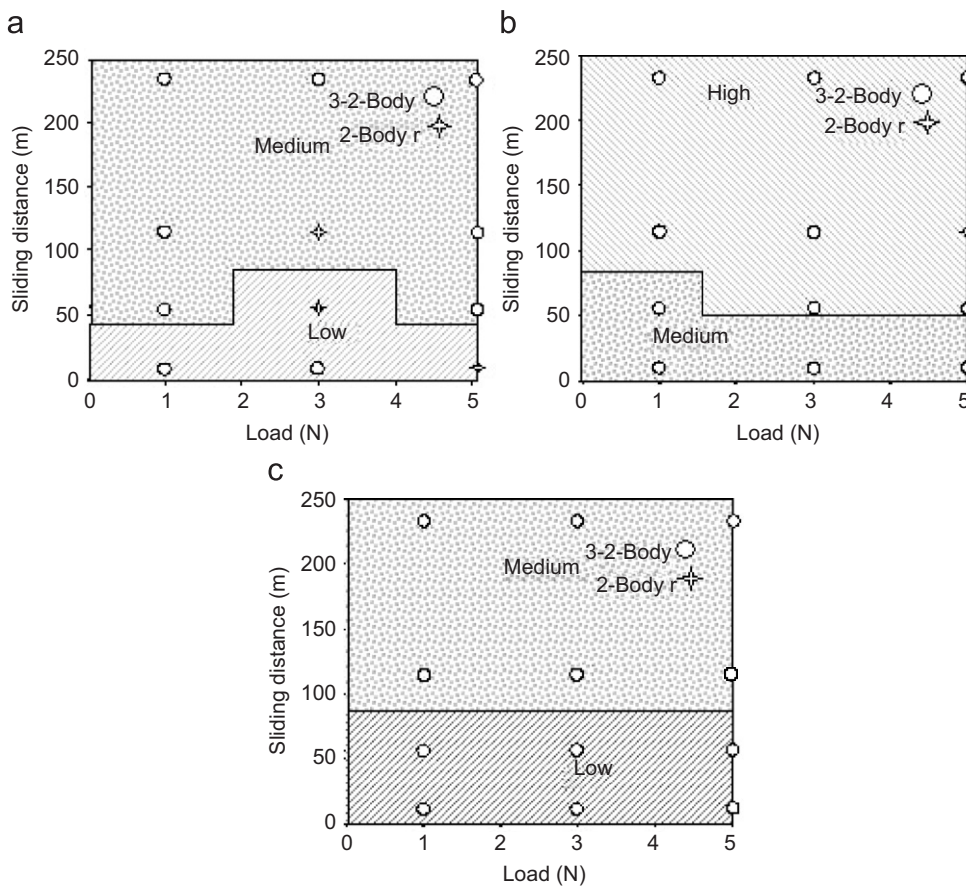 a
250
200
150
100
50
0
Sliding distance (m)
3-2-Body
2-Body r
Medium
Low
0 1 2 3 4 5
Load (N)
b
250
200
150
100
50
0
Sliding distance (m)
High
3-2-Body
2-Body r
Medium
0 1 2 3 4 5
Load (N)
c
250
200
150
100
50
0
Sliding distance (m)
Medium
3-2-Body
2-Body r
Low
0 1 2 3 4 5
Load (N)